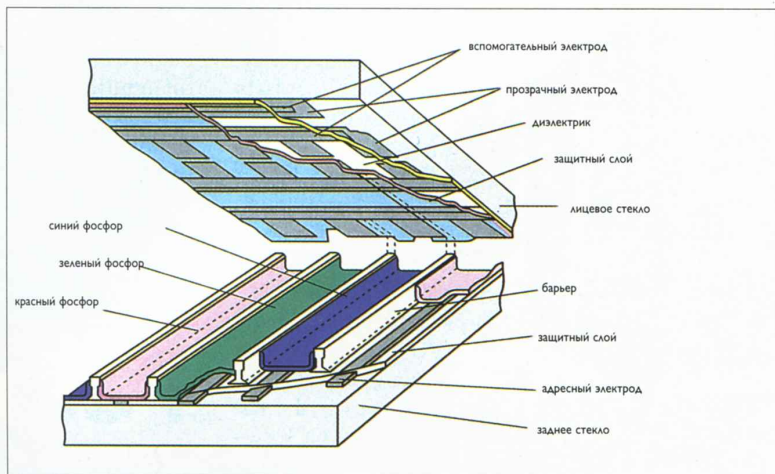 вспомогательный электрод
прозрачный электрод
диэлектрик
защитный слой
лицевое стекло
синий фосфор
зеленый фосфор
красный фосфор
барьер
защитный слой
адресный электрод
заднее стекло